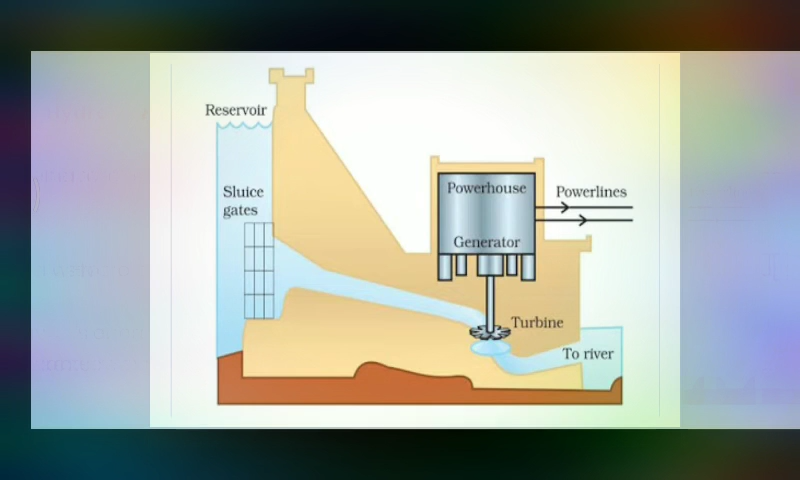 Reservoir
Sluice
gates
Powerhouse
Powerlines
Generator
Turbine
To river